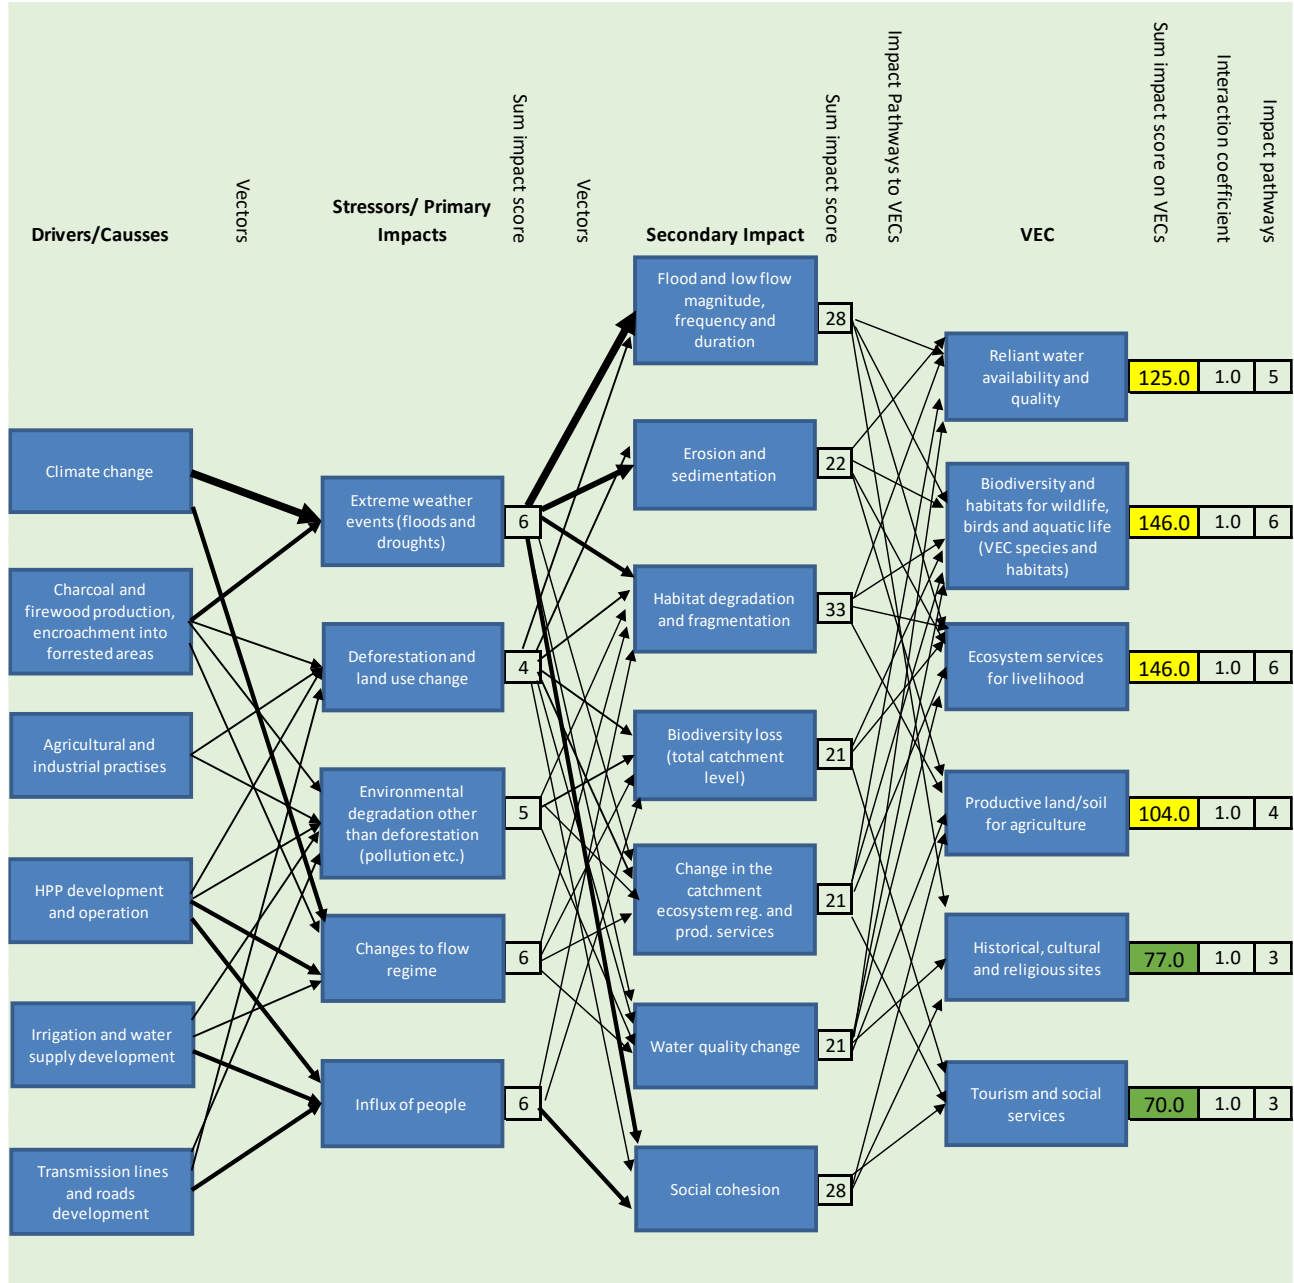 Drivers/Causses
Vectors
Stressors/ Primary
Impacts
Sum impact score
Vectors
Secondary Impact
Sum impact score
Impact Pathways to VECs
VEC
Sum impact score on VECs
Interaction coefficient
Impact pathways
Climate change
Charcoal and
firewood production,
encroachment into
forrested areas
Agricultural and
industrial practises
HPP development
and operation
Irrigation and water
supply development
Transmission lines
and roads
development
Extreme weather
events (floods and
droughts)
6
Deforestation and
land use change
4
Environmental
degradation other
than deforestation
(pollution etc.)
5
Changes to flow
regime
6
Influx of people
6
Flood and low flow
magnitude,
frequency and
duration
28
Erosion and
sedimentation
22
Habitat degradation
and fragmentation
33
Biodiversity loss
(total catchment
level)
21
Change in the
catchment
ecosystem reg. and
prod. services
21
Water quality change
21
Social cohesion
28
Reliant water
availability and
quality
125.0 1.0 5
Biodiversity and
habitats for wildlife,
birds and aquatic life
(VEC species and
habitats)
146.0 1.0 6
Ecosystem services
for livelihood
146.0 1.0 6
Productive land/soil
for agriculture
104.0 1.0 4
Historical, cultural
and religious sites
77.0 1.0 3
Tourism and social
services
70.0 1.0 3